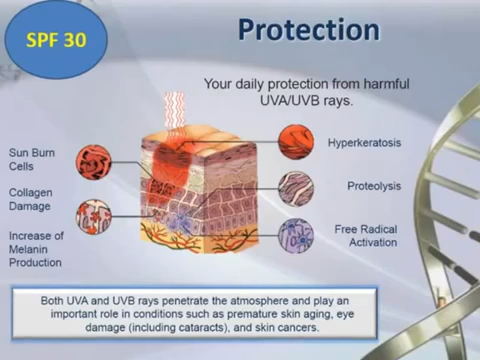 SPF 30
Protection
Your daily protection from harmful
UVA/UVB rays.
Sun Burn
Cells
Collagen
Damage
Increase of
Melanin
Production
Hyperkeratosis
Proteolysis
Free Radical
Activation
Both UVA and UVB rays penetrate the atmosphere and play an
important role in conditions such as premature skin aging, eye
damage (including cataracts), and skin cancers.